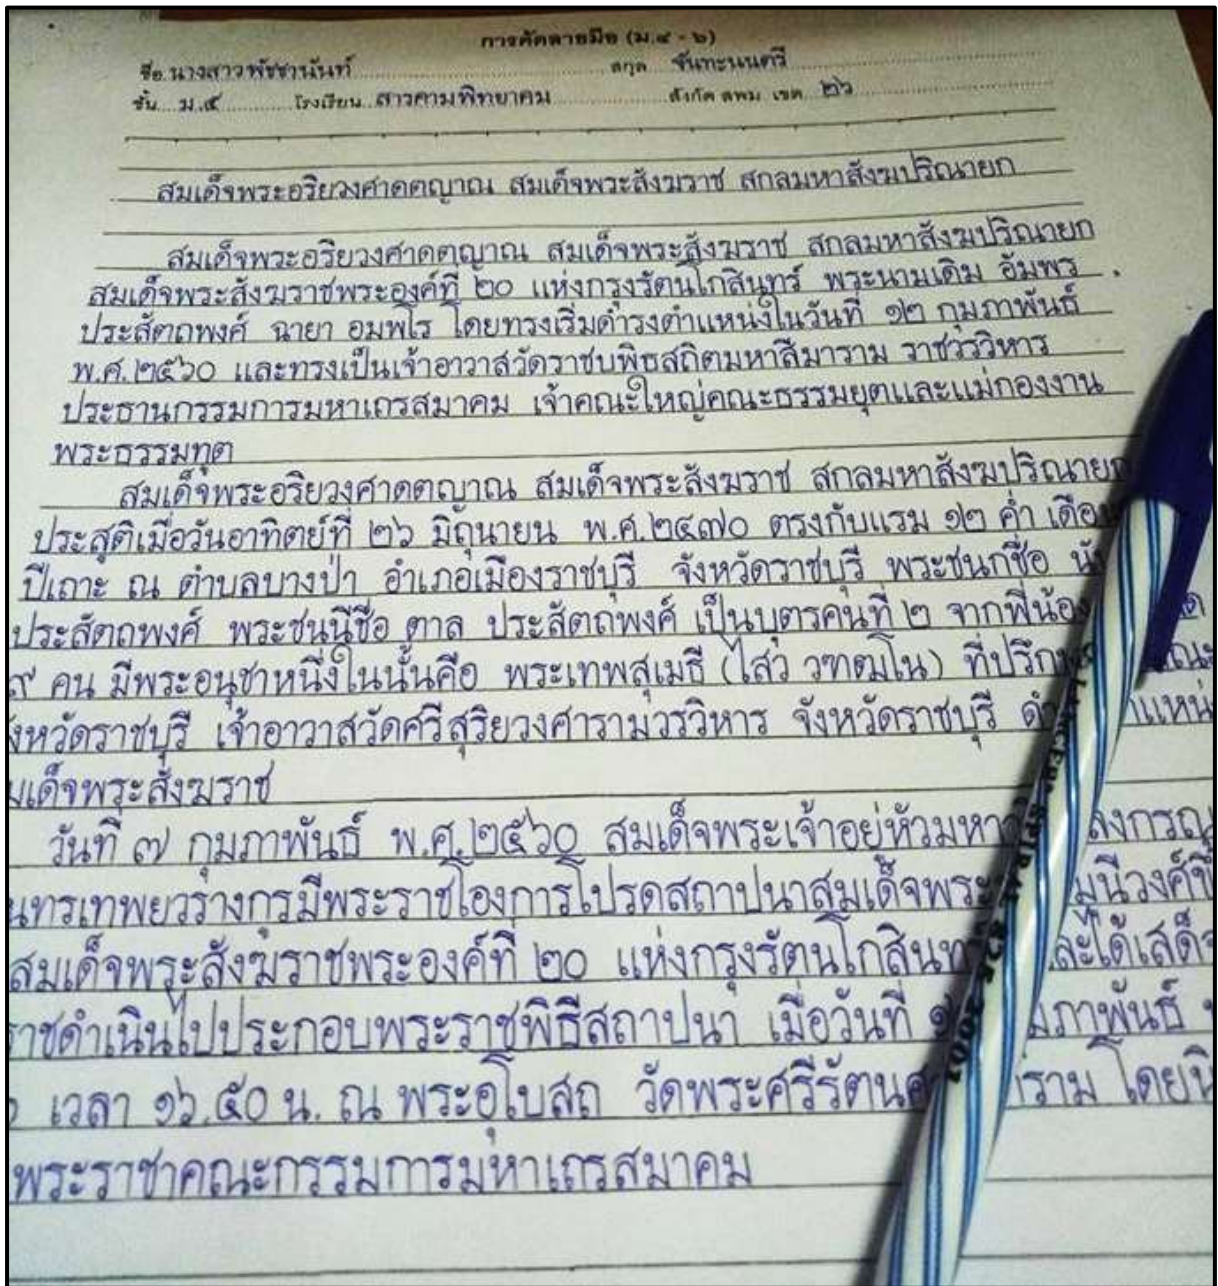 การคัดลายมือ (ม.๔ - ๖)
ชื่อ นางสาวพัชชานันท์ สกุล จันทะนนตรี
ชั้น ม.๕ โรงเรียน สารคามพิทยาคม สังกัด สพม. เขต ๒๖
สมเด็จพระอริยวงศาคตญาณ สมเด็จพระสังฆราช สกลมหาสังฆปริณายก
สมเด็จพระอริยวงศาคตญาณ สมเด็จพระสังฆราช สกลมหาสังฆปริณายก
สมเด็จพระสังฆราชพระองค์ที่ ๒๐ แห่งกรุงรัตนโกสินทร์ พระนามเดิม อัมพร
ประสัตถพงศ์ ฉายา อมพโร โดยทรงเริ่มดำรงตำแหน่งในวันที่ ๑๒ กุมภาพันธ์
พ.ศ.๒๕๖๐ และทรงเป็นเจ้าอาวาสวัดราชบพิธสถิตมหาสีมาราม ราชวรวิหาร
ประธานกรรมการมหาเถรสมาคม เจ้าคณะใหญ่คณะธรรมยุตและแม่กองงาน
พระธรรมทูต
สมเด็จพระอริยวงศาคตญาณ สมเด็จพระสังฆราช สกลมหาสังฆปริณายก
ประสูติเมื่อวันอาทิตย์ที่ ๒๖ มิถุนายน พ.ศ.๒๔๗๐ ตรงกับแรม ๑๒ ค่ำ เดือน
ปีเถาะ ณ ตำบลบางป่า อำเภอเมืองราชบุรี จังหวัดราชบุรี พระชนกชื่อ นั
ประสัตถพงศ์ พระชนนีชื่อ ตาล ประสัตถพงศ์ เป็นบุตรคนที่ ๒ จากพี่น้อง
๙ คน มีพระอนุชาหนึ่งในนั้นคือ พระเทพสุเมธี (ไสว วฑฒโน) ที่ปรึกษา ณะ
ังหวัดราชบุรี เจ้าอาวาสวัดศรีสุริยวงศารามวรวิหาร จังหวัดราชบุรี ดำ แหน่
มเด็จพระสังฆราช
วันที่ ๗ กุมภาพันธ์ พ.ศ.๒๕๖๐ สมเด็จพระเจ้าอยู่หัวมหา ลงกรณ
นทรเทพยวรางกูรมีพระราชโองการโปรดสถาปนาสมเด็จพระ มุนีวงศ์ขึ
สมเด็จพระสังฆราชพระองค์ที่ ๒๐ แห่งกรุงรัตนโกสินท ละได้เสด็จ
ราชดำเนินไปประกอบพระราชพิธีสถาปนา เมื่อวันที่ ๑ มภาพันธ์
เวลา ๑๖.๕๐ น. ณ พระอุโบสถ วัดพระศรีรัตนศ าราม โดยนิ
พระราชาคณะกรรมการมหาเถรสมาคม